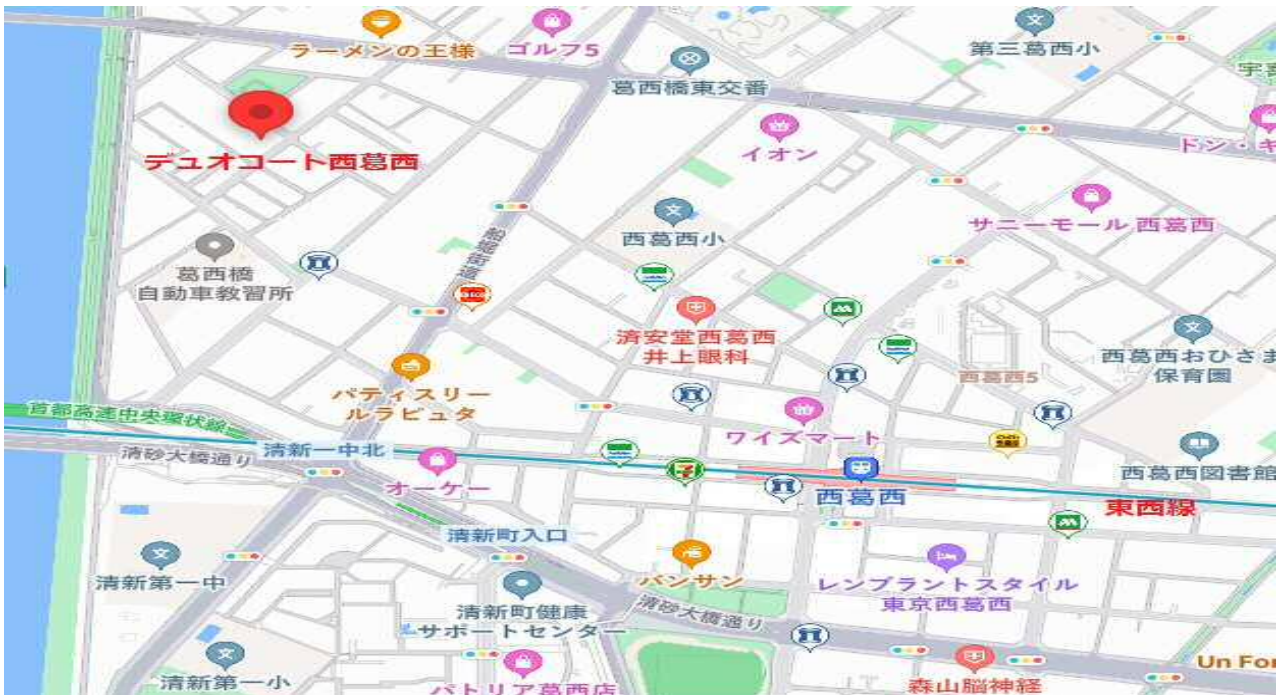 ラーメンの王様
ゴルフ5
葛西橋東交番
第三葛西小
イオン
ドン・キ
デュオコート西葛西
西葛西小
サニーモール 西葛西
船堀街道
葛西橋
自動車教習所
済安堂西葛西
井上眼科
西葛西5
西葛西おひさま
保育園
パティスリー
ルラピュタ
首都高速中央環状線
清砂大橋通り
清新一中北
オーケー
ワイズマート
西葛西
西葛西図書館
東西線
清新町入口
清新第一中
バンサン
レンブラントスタイル
東京西葛西
清新町健康
サポートセンター
清砂大橋通り
清新第一小
パトリア葛西店
森山脳神経
Un For